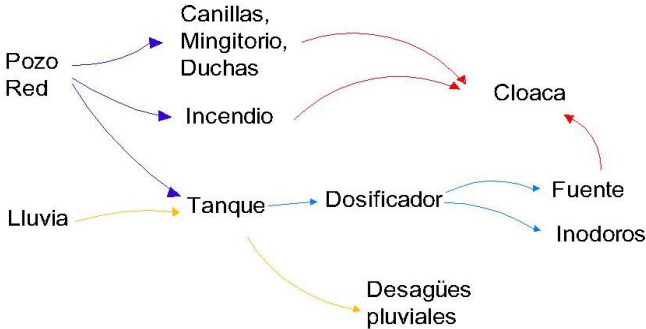 Canillas,
Mingitorio,
Duchas
Pozo
Red
Cloaca
Incendio
Fuente
Tanque
Dosificador
Lluvia
Inodoros
Desagües
pluviales